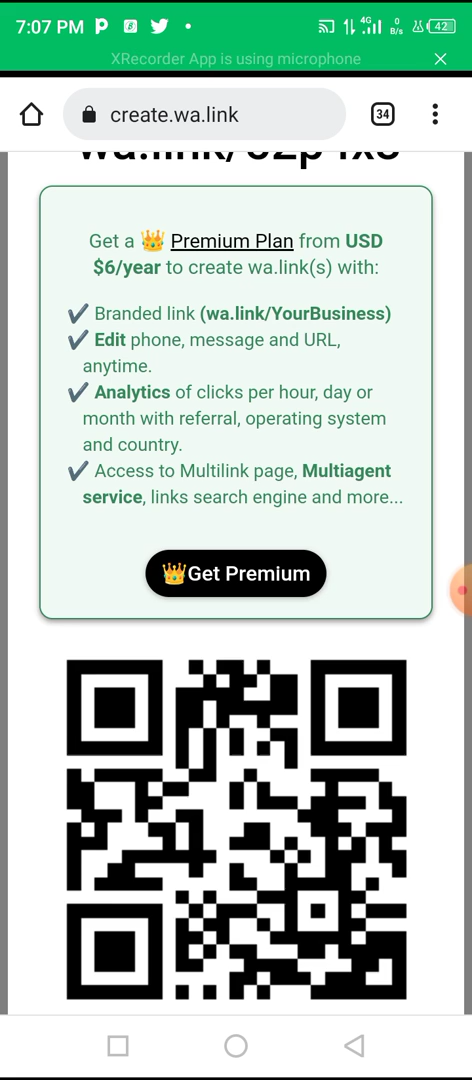 7:07 PM
4G
0
B/s
42
XRecorder App is using microphone
create.wa.link
34
Get a 👑 Premium Plan from USD
$6/year to create wa.link(s) with:
✔ Branded link (wa.link/YourBusiness)
✔ Edit phone, message and URL,
anytime.
✔ Analytics of clicks per hour, day or
month with referral, operating system
and country.
✔ Access to Multilink page, Multiagent
service, links search engine and more...
👑Get Premium